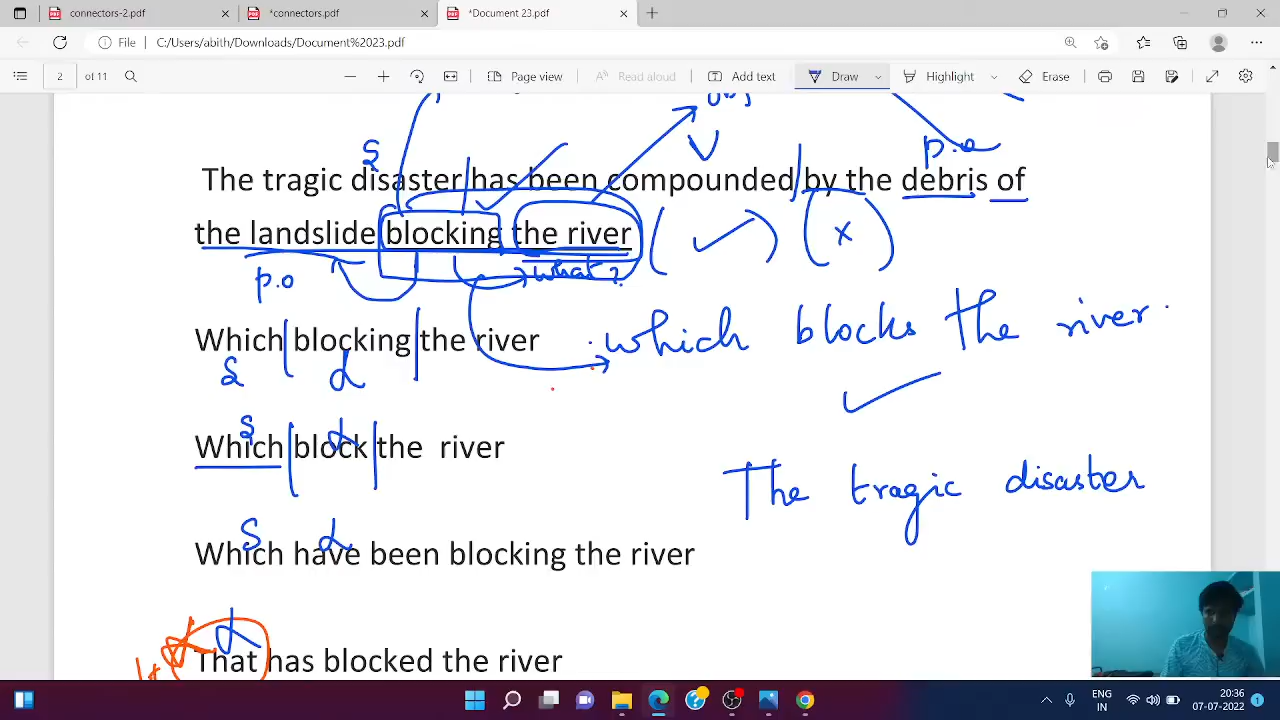 connectors-2.pdf
*connectors.pdf
*Document 23.pdf
File C:/Users/abith/Downloads/Document%2023.pdf
2 of 11
Page view
Read aloud
Add text
Draw
Highlight
Erase
obj
S
V
p.o
The tragic disaster has been compounded by the debris of
the landslide blocking the river
( ✓ ) ( x )
p.o
what?
Which blocking the river
which blocks the river.
S
S
Which block the river
The tragic disaster
S
Which have been blocking the river
That has blocked the river
ENG
IN
20:36
07-07-2022
1